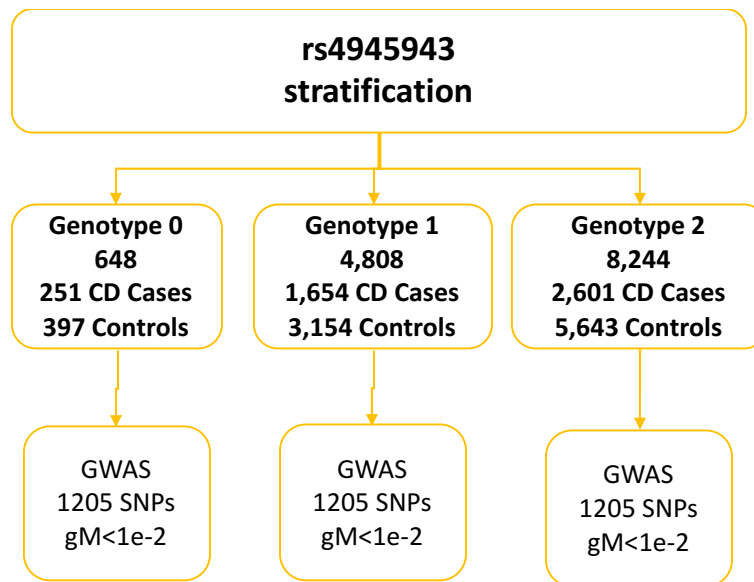 rs4945943
stratification
Genotype 0
648
251 CD Cases
397 Controls
Genotype 1
4,808
1,654 CD Cases
3,154 Controls
Genotype 2
8,244
2,601 CD Cases
5,643 Controls
GWAS
1205 SNPs
gM<1e-2
GWAS
1205 SNPs
gM<1e-2
GWAS
1205 SNPs
gM<1e-2